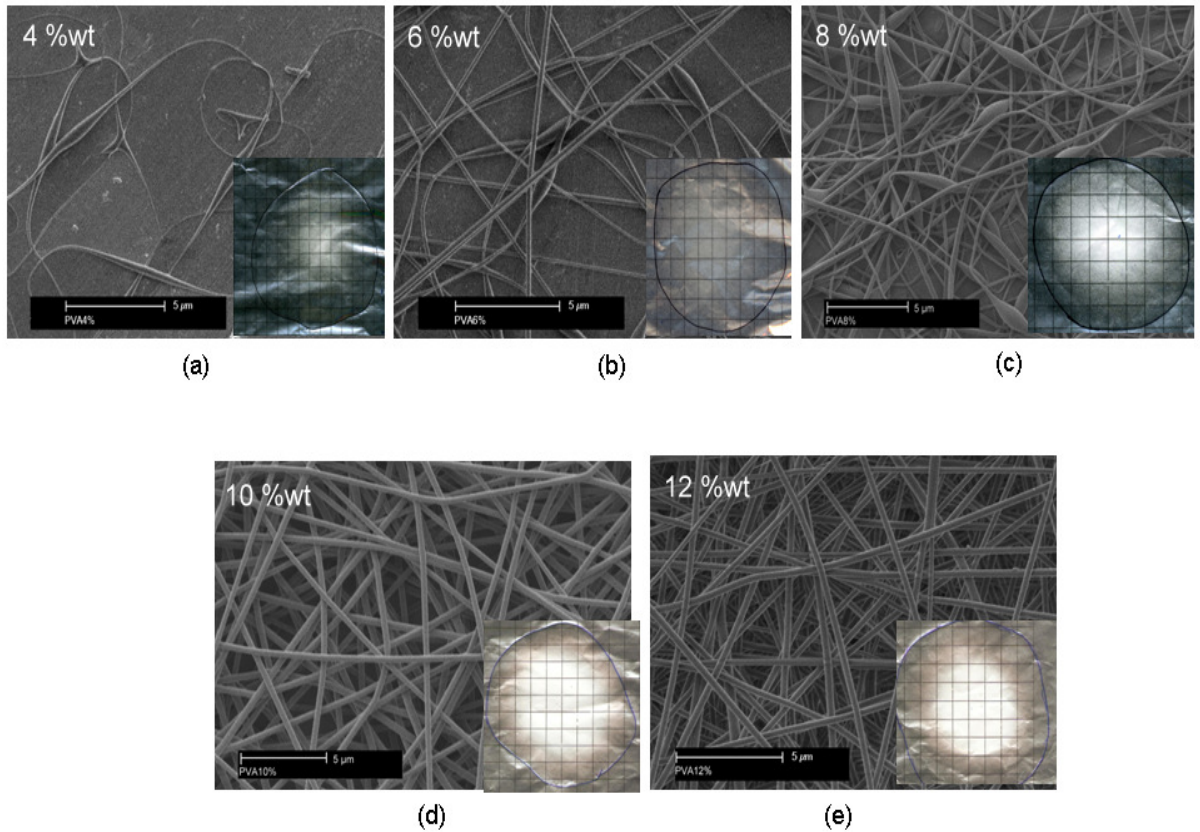 4 %wt
5 µm
PVA4%
(a)
6 %wt
5 µm
PVA6%
(b)
8 %wt
5 µm
PVA8%
(c)
10 %wt
5 µm
PVA10%
(d)
12 %wt
5 µm
PVA12%
(e)